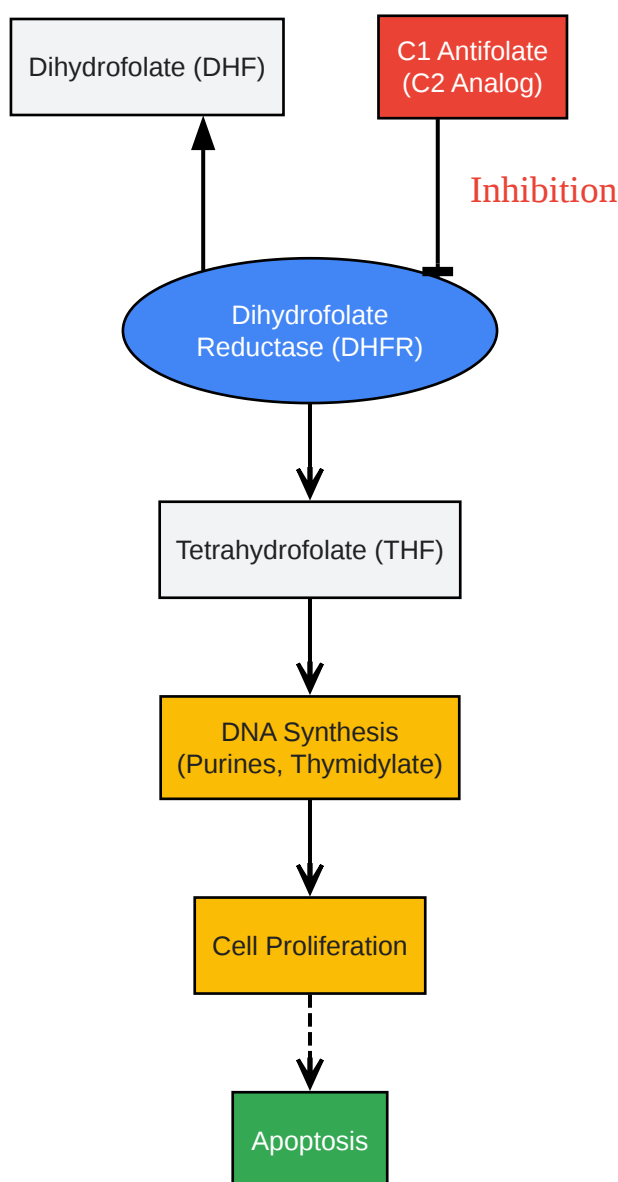 Dihydrofolate (DHF)
C1 Antifolate
(C2 Analog)
Inhibition
Dihydrofolate
Reductase (DHFR)
Tetrahydrofolate (THF)
DNA Synthesis
(Purines, Thymidylate)
Cell Proliferation
Apoptosis